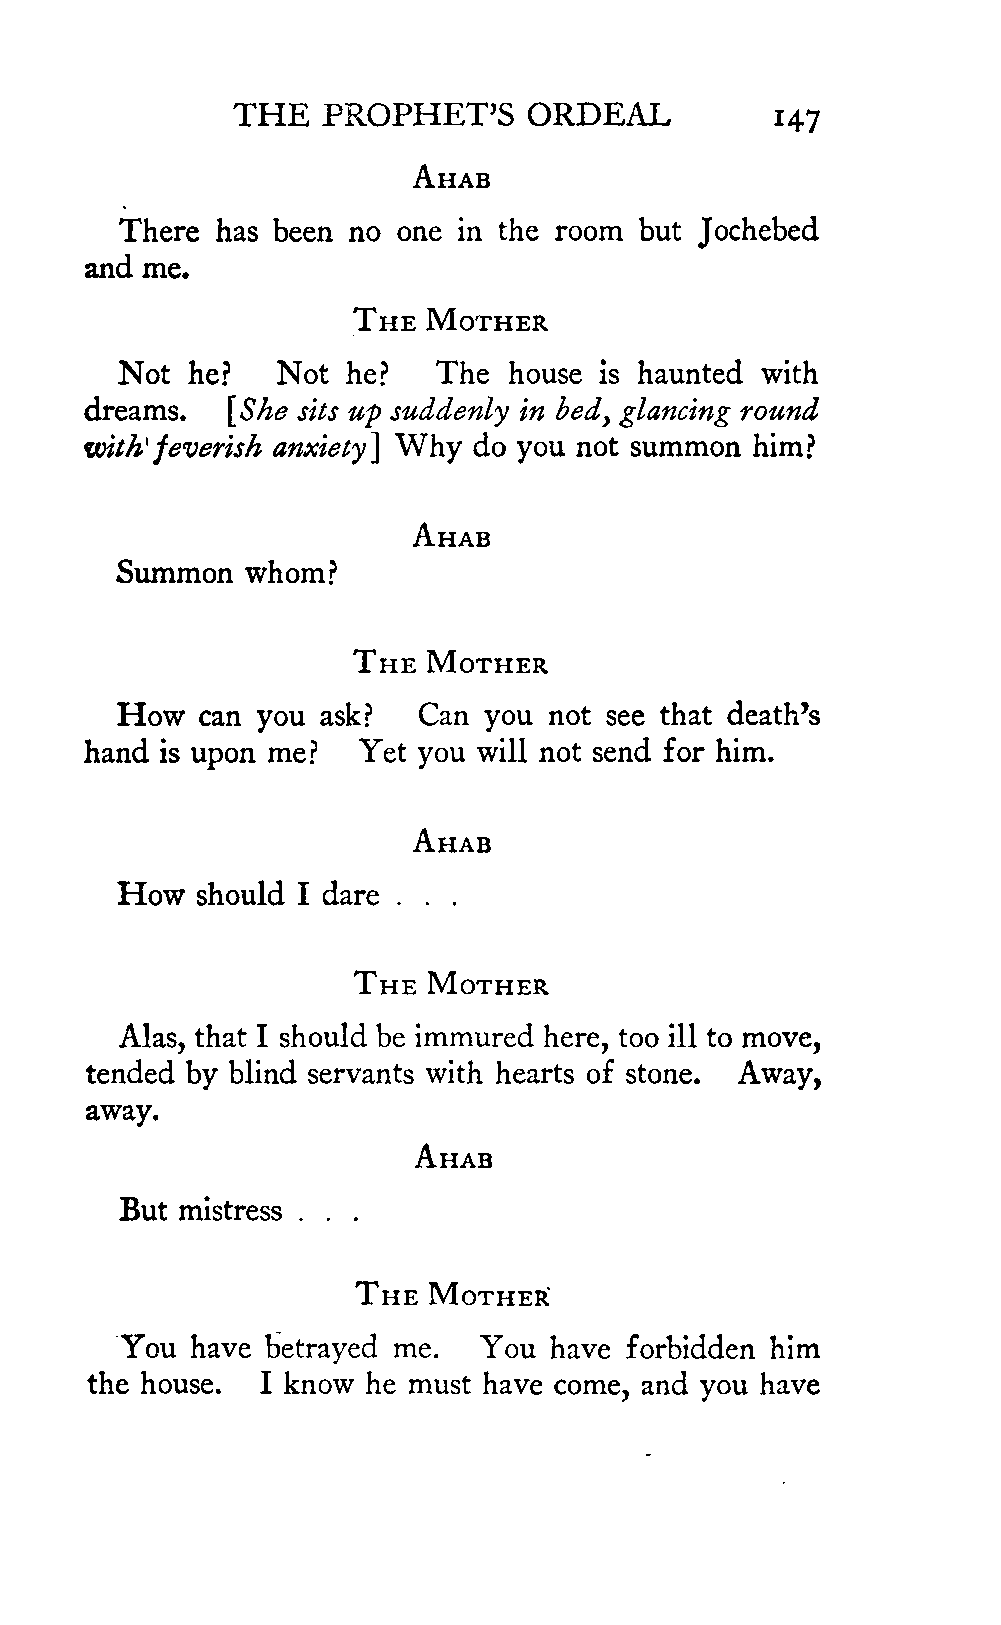 THE PROPHET'S ORDEAL 147
AHAB
There has been no one in the room but Jochebed
and me.
THE MOTHER
Not he? Not he? The house is haunted with
dreams. [She sits up suddenly in bed, glancing round
with feverish anxiety] Why do you not summon him?
AHAB
Summon whom?
THE MOTHER
How can you ask? Can you not see that death's
hand is upon me? Yet you will not send for him.
AHAB
How should I dare . . .
THE MOTHER
Alas, that I should be immured here, too ill to move,
tended by blind servants with hearts of stone. Away,
away.
AHAB
But mistress . . .
THE MOTHER
You have betrayed me. You have forbidden him
the house. I know he must have come, and you have